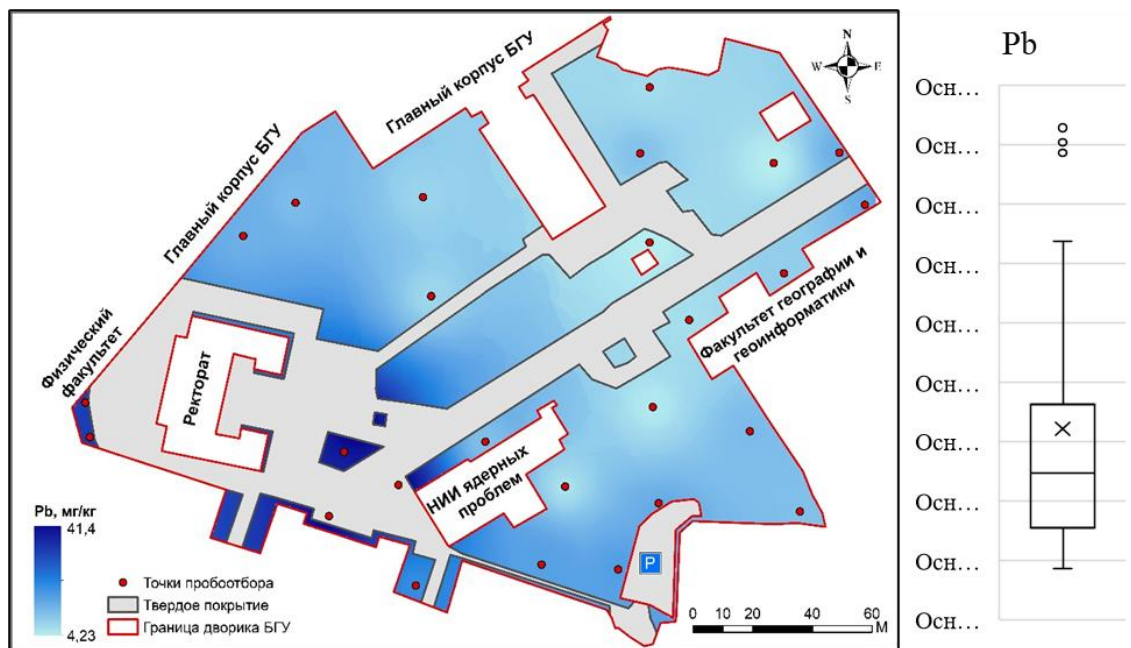 Главный корпус БГУ
Главный корпус БГУ
N
W E
S
Физический
факультет
Ректорат
Факультет географии и
геоинформатики
НИИ ядерных
проблем
P
Pb, мг/кг
41,4
4,23
Точки пробоотбора
Твердое покрытие
Граница дворика БГУ
0 10 20 40 60
М
Pb
Осн...
Осн...
Осн...
Осн...
Осн...
Осн...
Осн...
Осн...
Осн...
Осн...